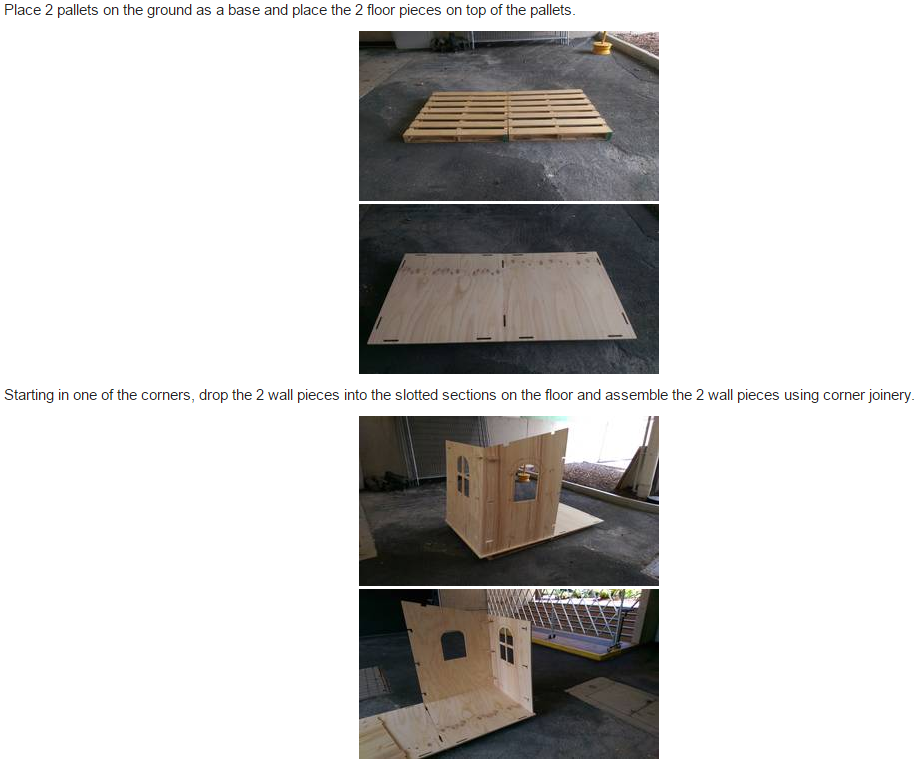 Place 2 pallets on the ground as a base and place the 2 floor pieces on top of the pallets.
Starting in one of the corners, drop the 2 wall pieces into the slotted sections on the floor and assemble the 2 wall pieces using corner joinery.